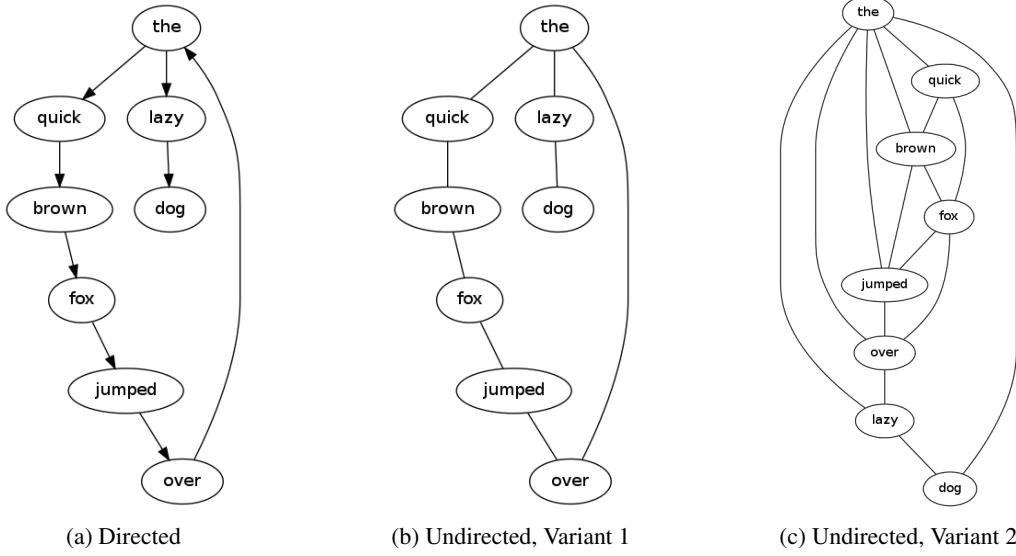 the
quick
lazy
brown
dog
fox
jumped
over
(a) Directed
the
quick
lazy
brown
dog
fox
jumped
over
(b) Undirected, Variant 1
the
quick
brown
fox
jumped
over
lazy
dog
(c) Undirected, Variant 2